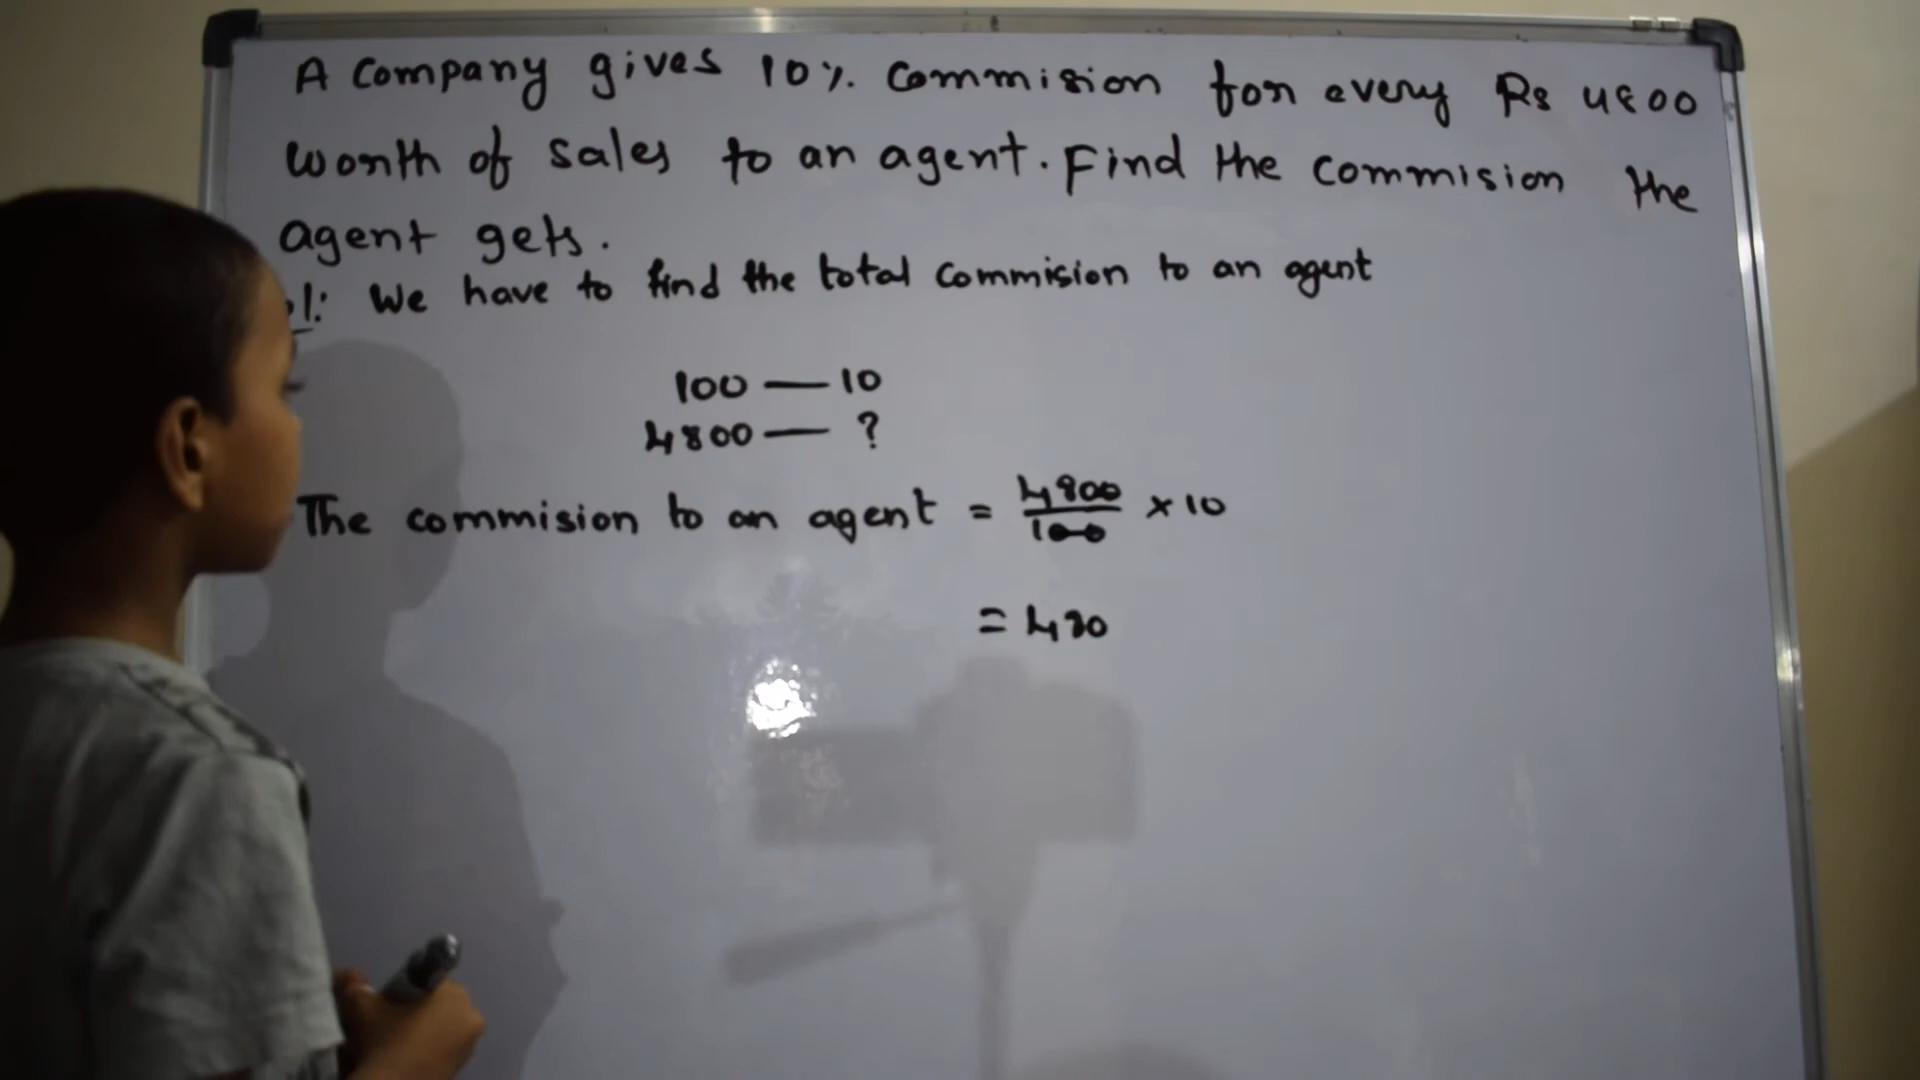 A Company gives 10% Commision for every Rs 4800
worth of sales to an agent. Find the commision the
agent gets.
ol: We have to find the total Commision to an agent
100 — 10
4800 — ?
The commision to an agent = 4800/100 × 10
= 480